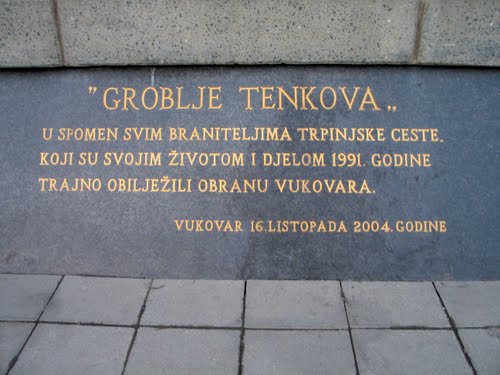 "GROBLJE TENKOVA„
U SPOMEN SVIM BRANITELJIMA TRPINJSKE CESTE.
KOJI SU SVOJIM ŽIVOTOM I DJELOM 1991. GODINE
TRAJNO OBILJEŽILI OBRANU VUKOVARA.
VUKOVAR 16.LISTOPADA 2004.GODINE